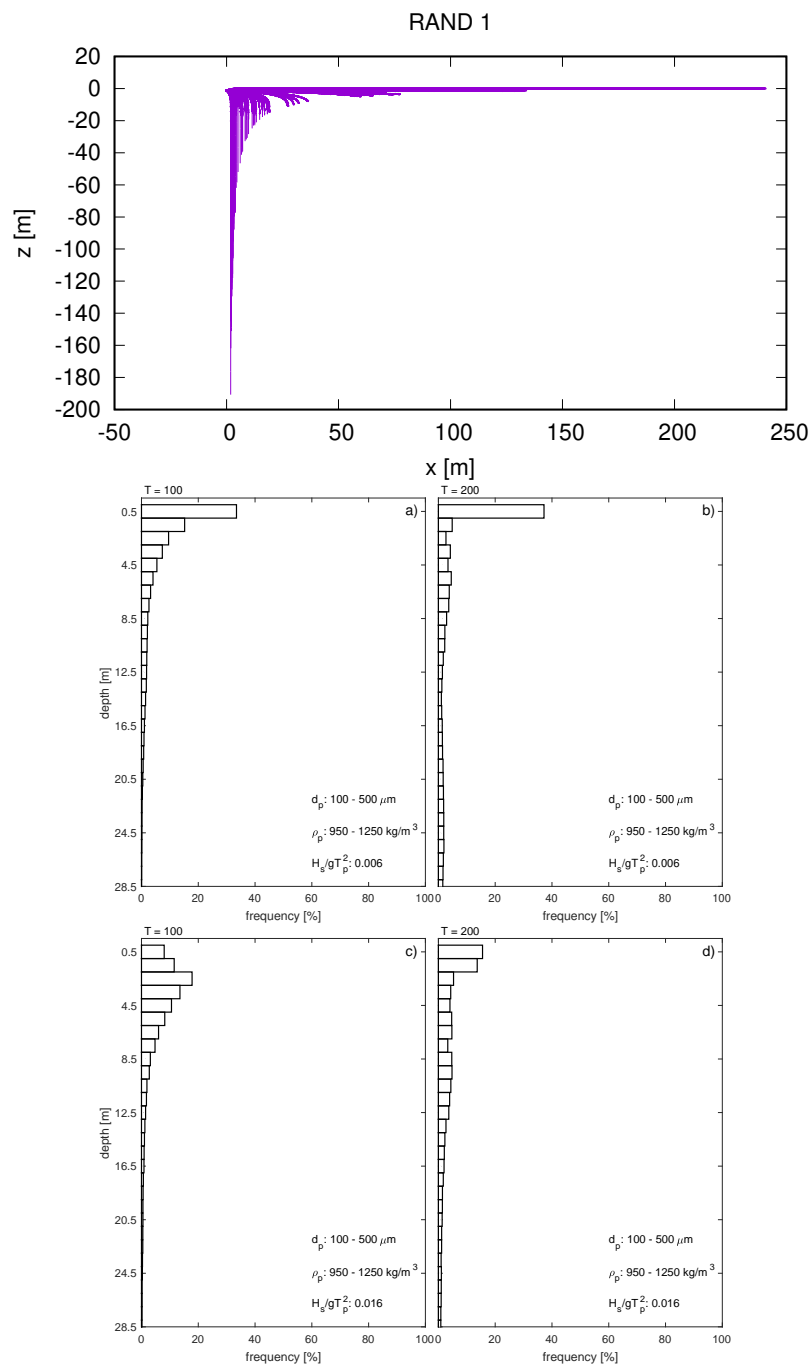 RAND 1
20
0
-20
-40
-60
-80
-100
-120
-140
-160
-180
-200
z [m]
-50 0 50 100 150 200 250
x [m]
T = 100
a)
0.5
4.5
8.5
12.5
16.5
20.5
24.5
28.5
depth [m]
d_p: 100 - 500 μm
ρ_p: 950 - 1250 kg/m^3
H_s/gT_p^2: 0.006
0 20 40 60 80 100
frequency [%]
T = 200
b)
d_p: 100 - 500 μm
ρ_p: 950 - 1250 kg/m^3
H_s/gT_p^2: 0.006
0 20 40 60 80 100
frequency [%]
T = 100
c)
0.5
4.5
8.5
12.5
16.5
20.5
24.5
28.5
depth [m]
d_p: 100 - 500 μm
ρ_p: 950 - 1250 kg/m^3
H_s/gT_p^2: 0.016
0 20 40 60 80 100
frequency [%]
T = 200
d)
d_p: 100 - 500 μm
ρ_p: 950 - 1250 kg/m^3
H_s/gT_p^2: 0.016
0 20 40 60 80 100
frequency [%]